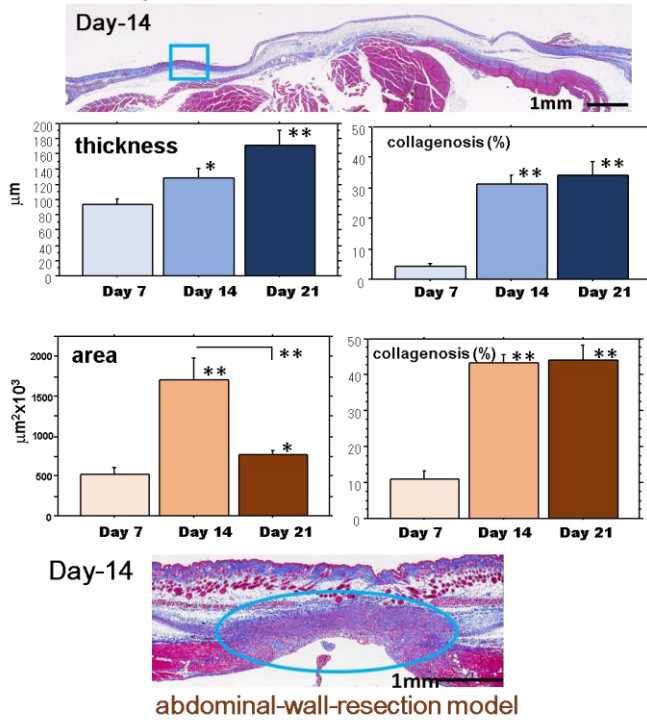 Day-14
1mm
thickness
μm
200
180
160
140
120
100
80
60
40
20
0
*
**
Day 7 Day 14 Day 21
collagenosis (%)
50
40
30
20
10
0
**
**
Day 7 Day 14 Day 21
area
μm²x10³
2000
1750
1500
1250
1000
500
0
**
**
*
Day 7 Day 14 Day 21
collagenosis (%)
50
40
30
20
10
0
**
**
Day 7 Day 14 Day 21
Day-14
1mm
abdominal-wall-resection model